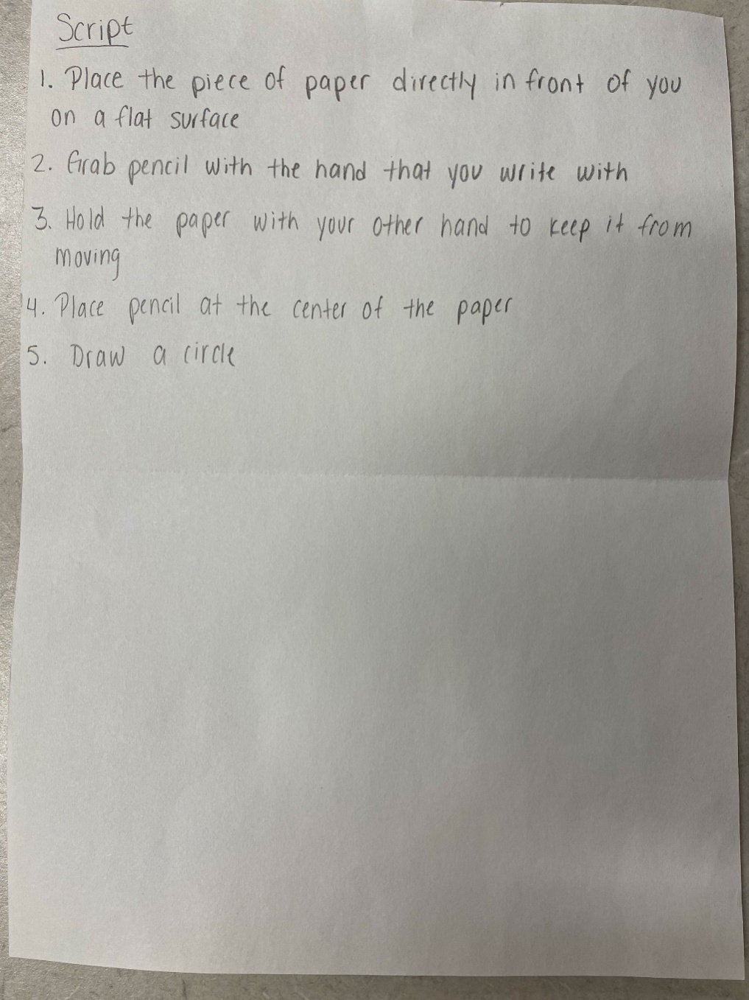 Script
1. Place the piece of paper directly in front of you
on a flat surface
2. Grab pencil with the hand that you write with
3. Hold the paper with your other hand to keep it from
moving
4. Place pencil at the center of the paper
5. Draw a circle